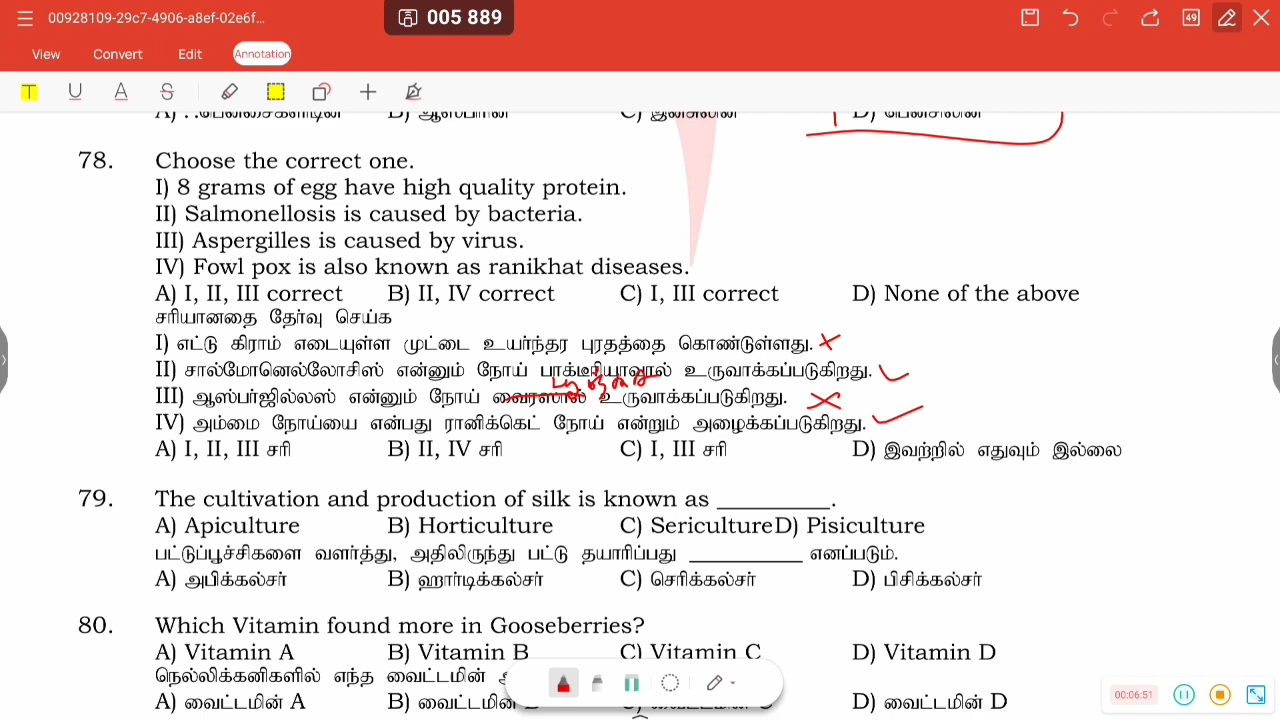 00928109-29c7-4906-a8ef-02e6f...
005 889
49
View Convert Edit Annotation
T U A S
B) ஆஸ்பிரின் C) இன்சுலின் D) பென்சிலின்
78. Choose the correct one.
I) 8 grams of egg have high quality protein.
II) Salmonellosis is caused by bacteria.
III) Aspergilles is caused by virus.
IV) Fowl pox is also known as ranikhat diseases.
A) I, II, III correct B) II, IV correct C) I, III correct D) None of the above
சரியானதை தேர்வு செய்க
I) எட்டு கிராம் எடையுள்ள முட்டை உயர்ந்தர புரதத்தை கொண்டுள்ளது.
II) சால்மோனெல்லோசிஸ் என்னும் நோய் பாக்டீரியாவால் உருவாக்கப்படுகிறது.
III) ஆஸ்பர்ஜில்லஸ் என்னும் நோய் வைரஸால் உருவாக்கப்படுகிறது.
IV) அம்மை நோய்யை என்பது ரானிக்கெட் நோய் என்றும் அழைக்கப்படுகிறது.
A) I, II, III சரி B) II, IV சரி C) I, III சரி D) இவற்றில் எதுவும் இல்லை
79. The cultivation and production of silk is known as __________.
A) Apiculture B) Horticulture C) Sericulture D) Pisiculture
பட்டுப்பூச்சிகளை வளர்த்து, அதிலிருந்து பட்டு தயாரிப்பது __________ எனப்படும்.
A) அபிக்கல்சர் B) ஹார்டிக்கல்சர் C) செரிக்கல்சர் D) பிசிக்கல்சர்
80. Which Vitamin found more in Gooseberries?
A) Vitamin A B) Vitamin B C) Vitamin C D) Vitamin D
நெல்லிக்கனிகளில் எந்த வைட்டமின்
A) வைட்டமின் A B) வைட்டமின் D) வைட்டமின் D
00:06:51